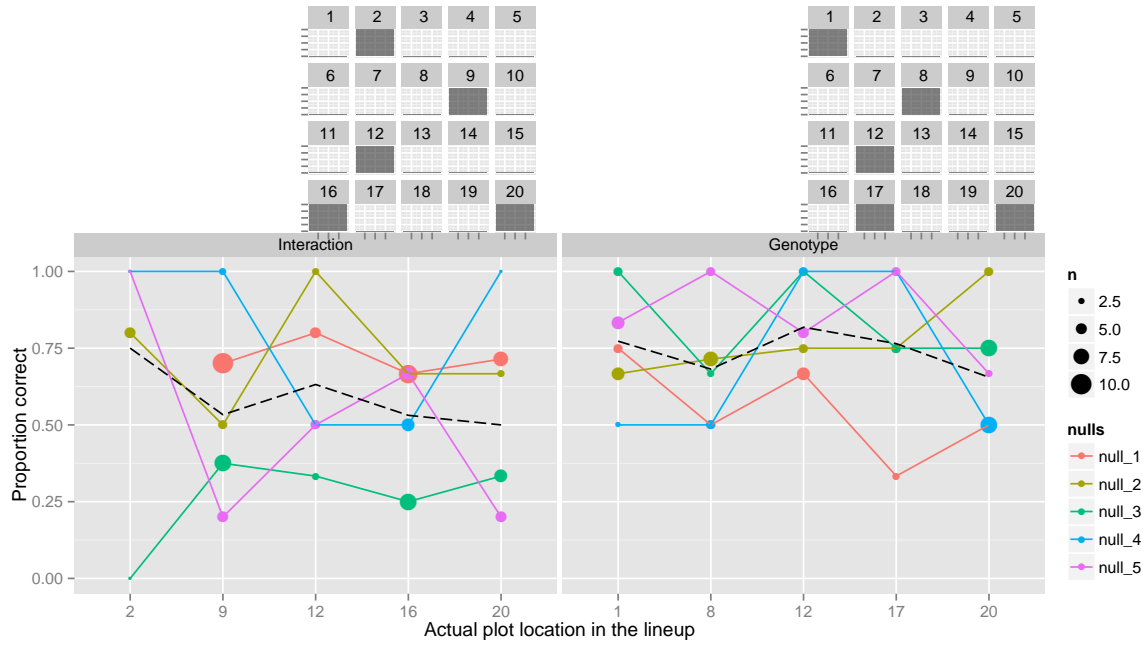 1 2 3 4 5
6 7 8 9 10
11 12 13 14 15
16 17 18 19 20
1 2 3 4 5
6 7 8 9 10
11 12 13 14 15
16 17 18 19 20
Interaction
Genotype
Proportion correct
1.00
0.75
0.50
0.25
0.00
2 9 12 16 20
1 8 12 17 20
Actual plot location in the lineup
n
2.5
5.0
7.5
10.0
nulls
null_1
null_2
null_3
null_4
null_5